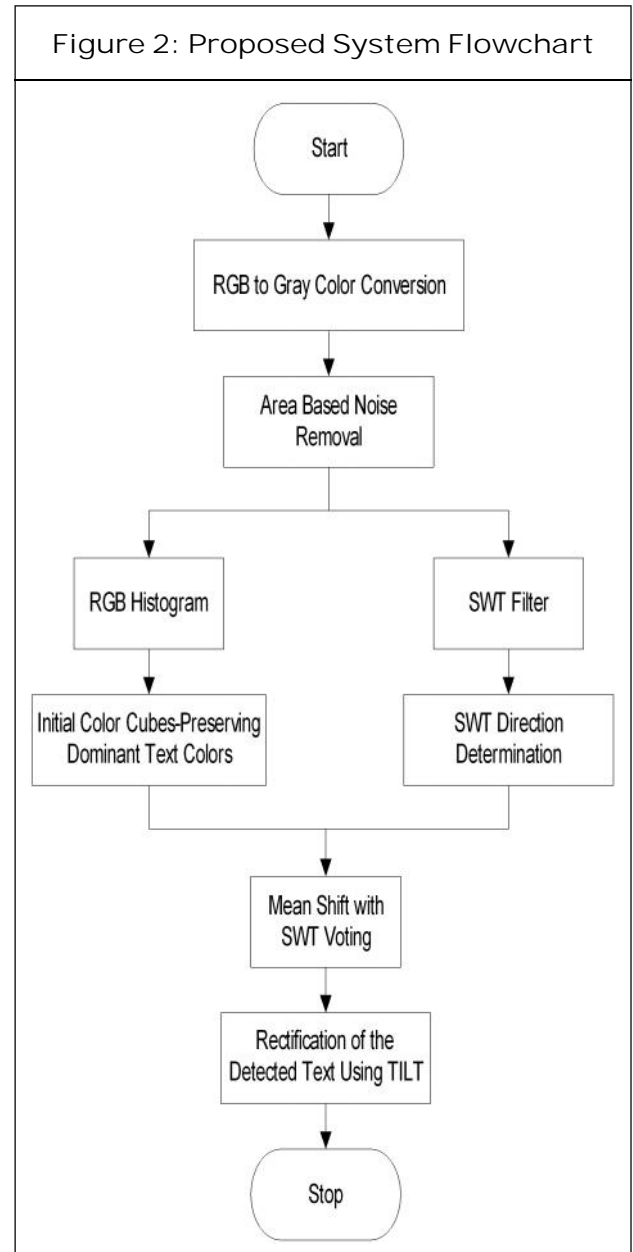 Figure 2: Proposed System Flowchart
Start
RGB to Gray Color Conversion
Area Based Noise
Removal
RGB Histogram
SWT Filter
Initial Color Cubes-Preserving
Dominant Text Colors
SWT Direction
Determination
Mean Shift with
SWT Voting
Rectification of the
Detected Text Using TILT
Stop